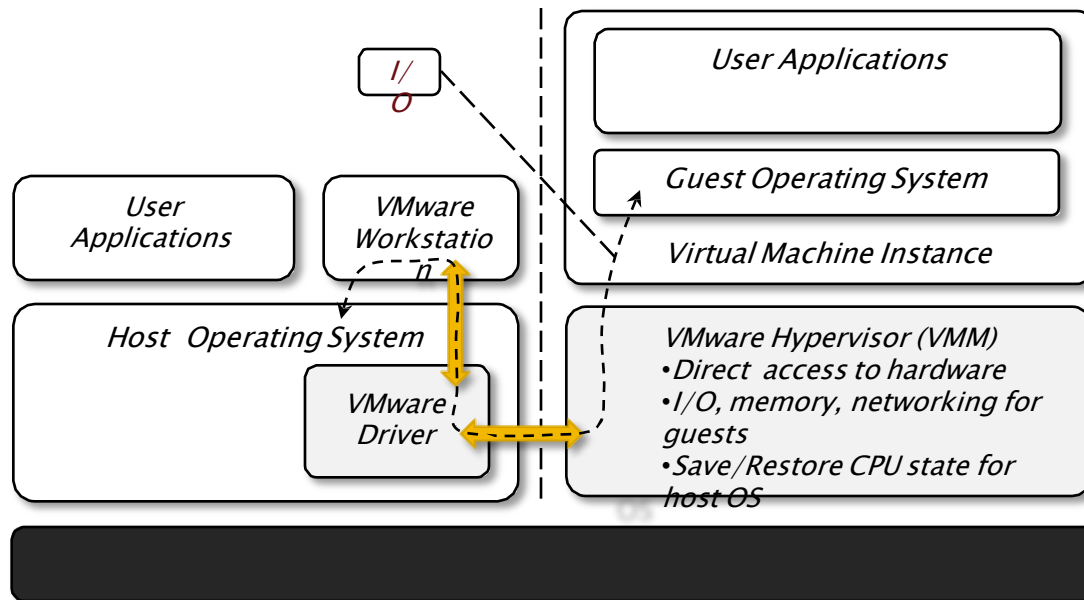 I/
O
User Applications
Guest Operating System
Virtual Machine Instance
User
Applications
VMware
Workstatio
n
Host Operating System
VMware
Driver
VMware Hypervisor (VMM)
•Direct access to hardware
•I/O, memory, networking for
guests
•Save/Restore CPU state for
host OS